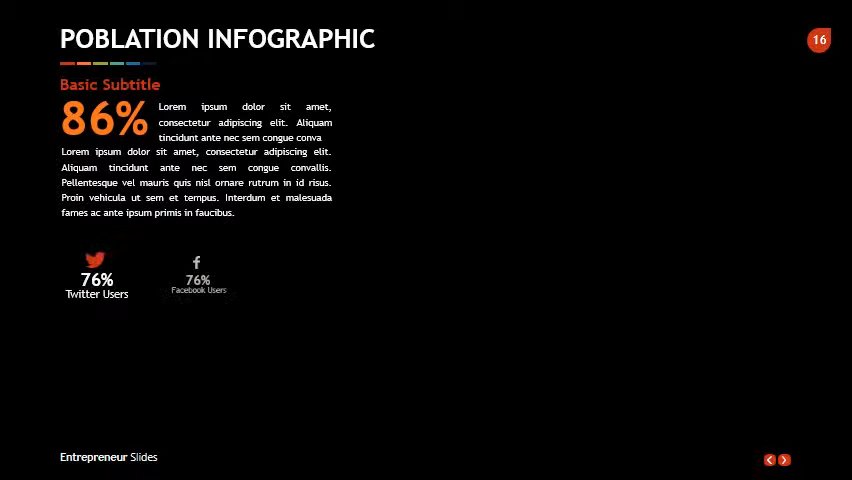 POBLATION INFOGRAPHIC
16
Basic Subtitle
86%
Lorem ipsum dolor sit amet,
consectetur adipiscing elit. Aliquam
tincidunt ante nec sem congue conva
Lorem ipsum dolor sit amet, consectetur adipiscing elit.
Aliquam tincidunt ante nec sem congue convallis.
Pellentesque vel mauris quis nisl ornare rutrum in id risus.
Proin vehicula ut sem et tempus. Interdum et malesuada
fames ac ante ipsum primis in faucibus.
76%
Twitter Users
76%
Facebook Users
Entrepreneur Slides